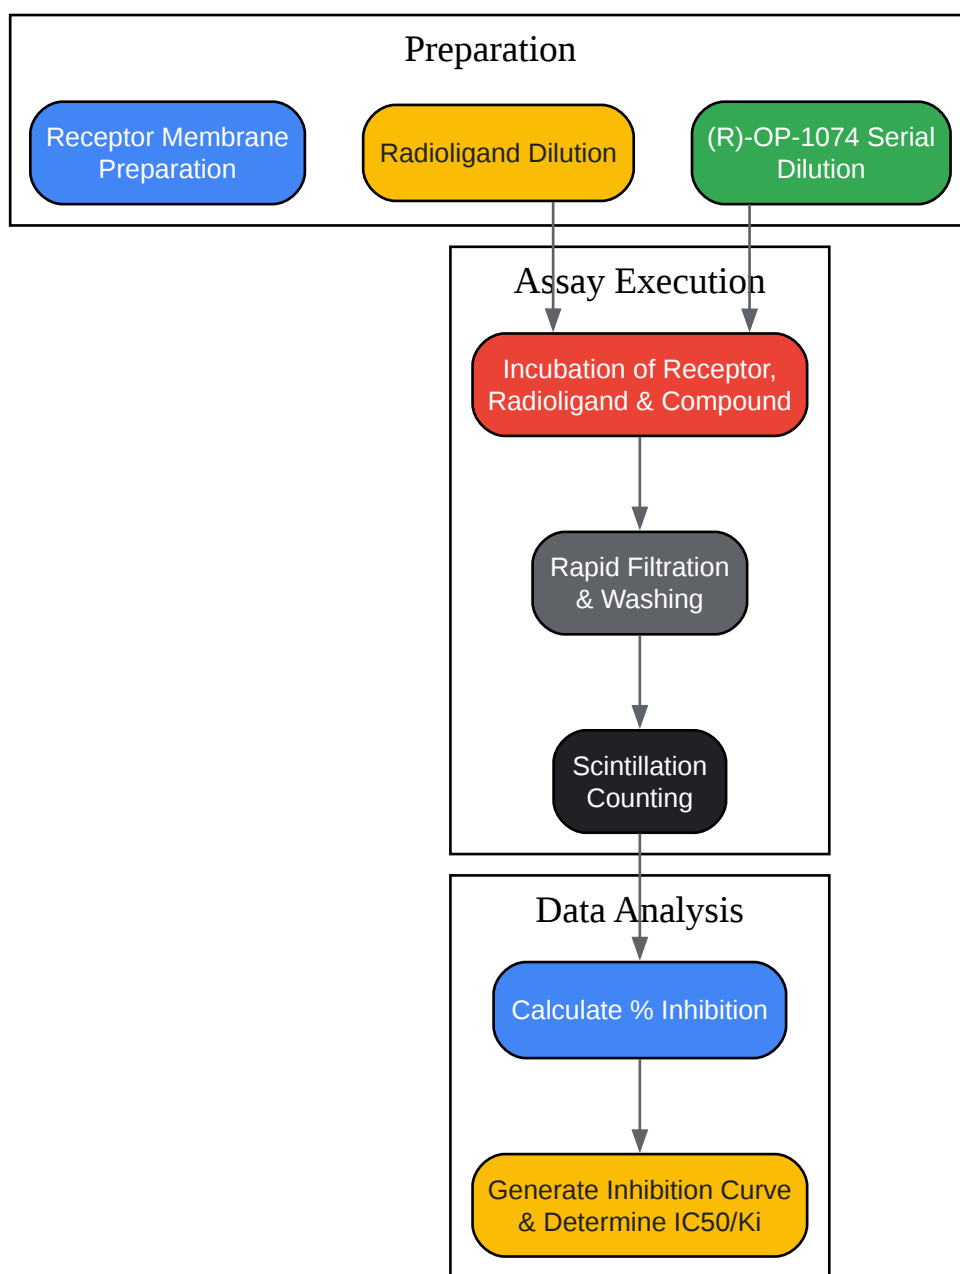 Preparation
Receptor Membrane
Preparation
Radioligand Dilution
(R)-OP-1074 Serial
Dilution
Assay Execution
Incubation of Receptor,
Radioligand & Compound
Rapid Filtration
& Washing
Scintillation
Counting
Data Analysis
Calculate % Inhibition
Generate Inhibition Curve
& Determine IC50/Ki